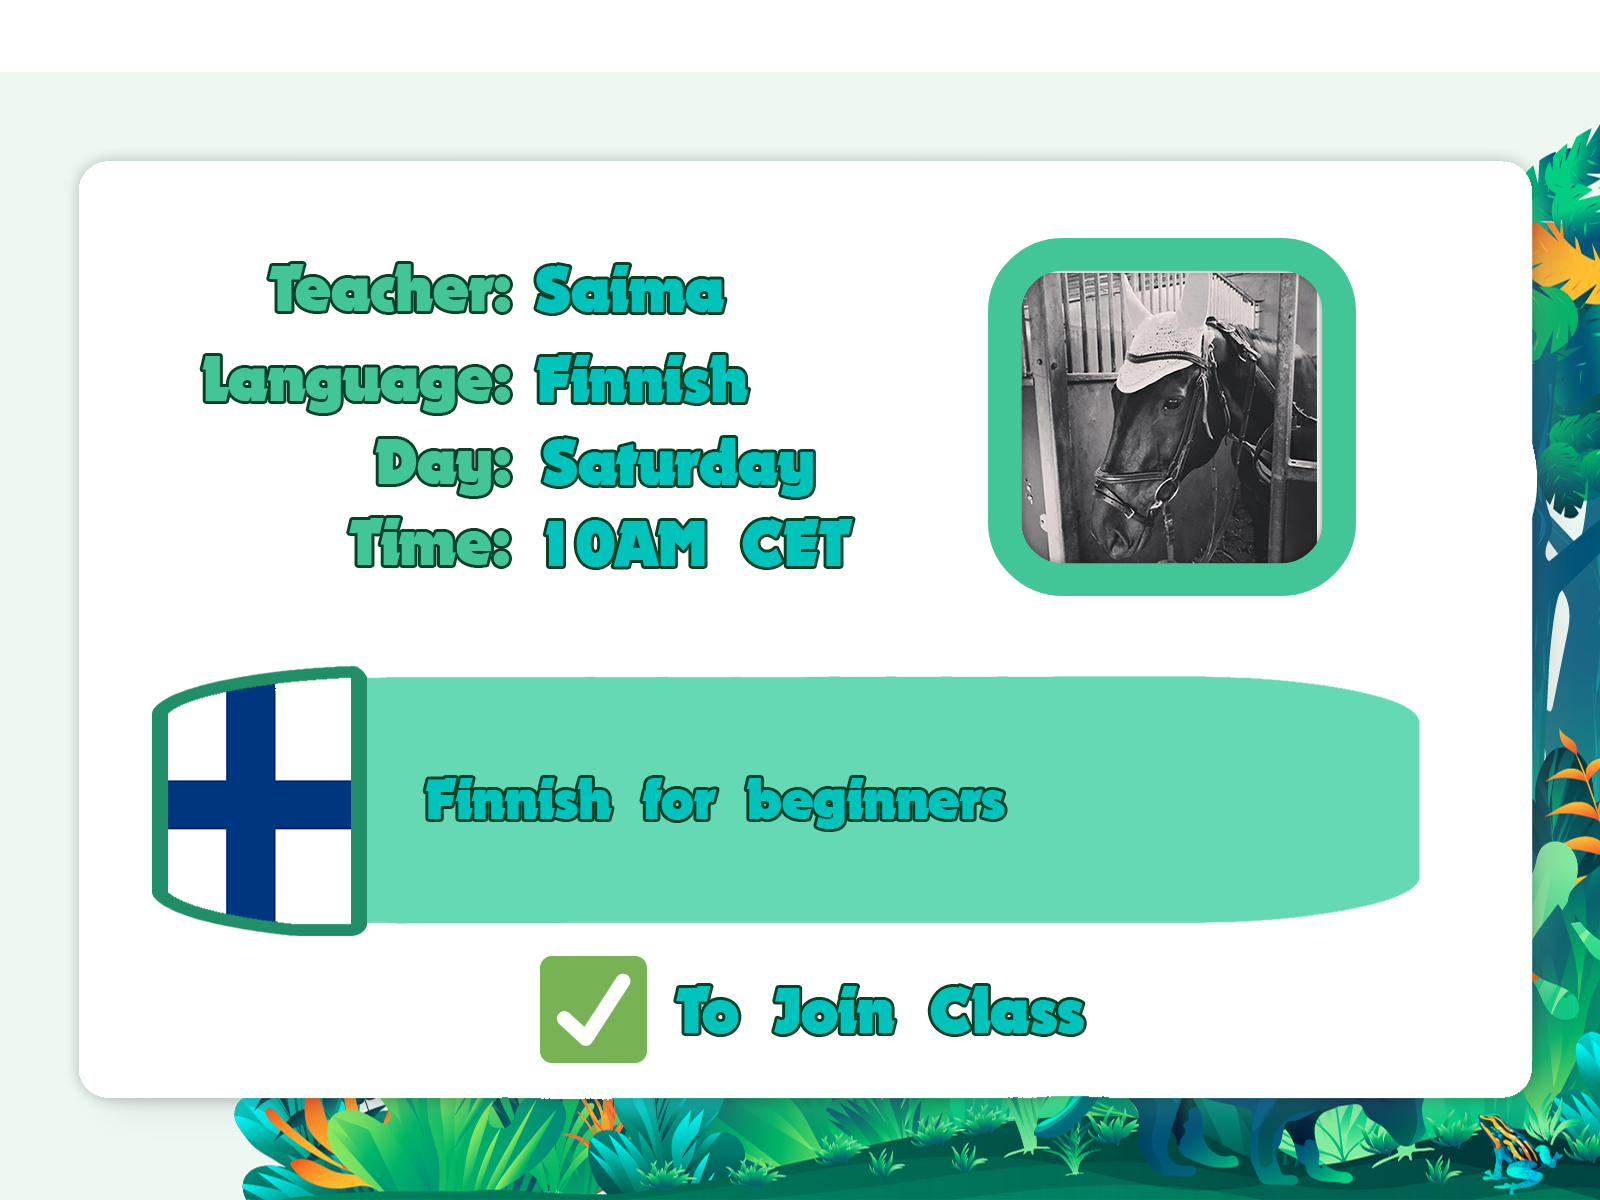 Teacher: Saima
Language: Finnish
Day: Saturday
Time: 10AM CET
Finnish for beginners
To Join Class